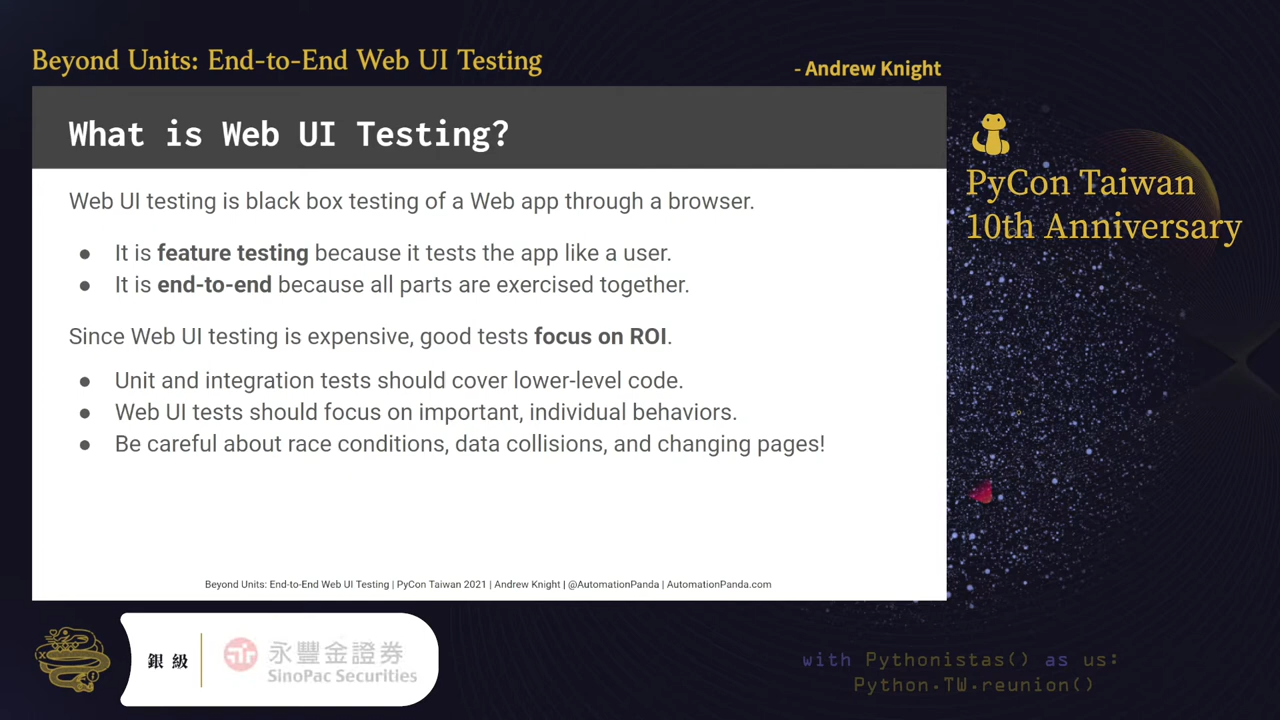 Beyond Units: End-to-End Web UI Testing
- Andrew Knight
What is Web UI Testing?
Web UI testing is black box testing of a Web app through a browser.
● It is feature testing because it tests the app like a user.
● It is end-to-end because all parts are exercised together.
Since Web UI testing is expensive, good tests focus on ROI.
● Unit and integration tests should cover lower-level code.
● Web UI tests should focus on important, individual behaviors.
● Be careful about race conditions, data collisions, and changing pages!
Beyond Units: End-to-End Web UI Testing | PyCon Taiwan 2021 | Andrew Knight | @AutomationPanda | AutomationPanda.com
PyCon Taiwan
10th Anniversary
銀級
永豐金證券
SinoPac Securities
with Pythonistas() as us:
Python.TW.reunion()